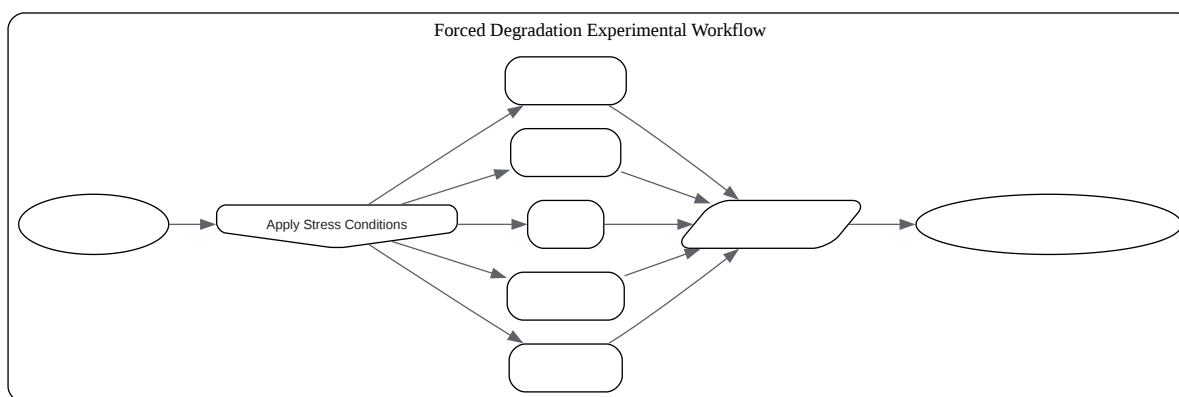 Forced Degradation Experimental Workflow
Apply Stress Conditions